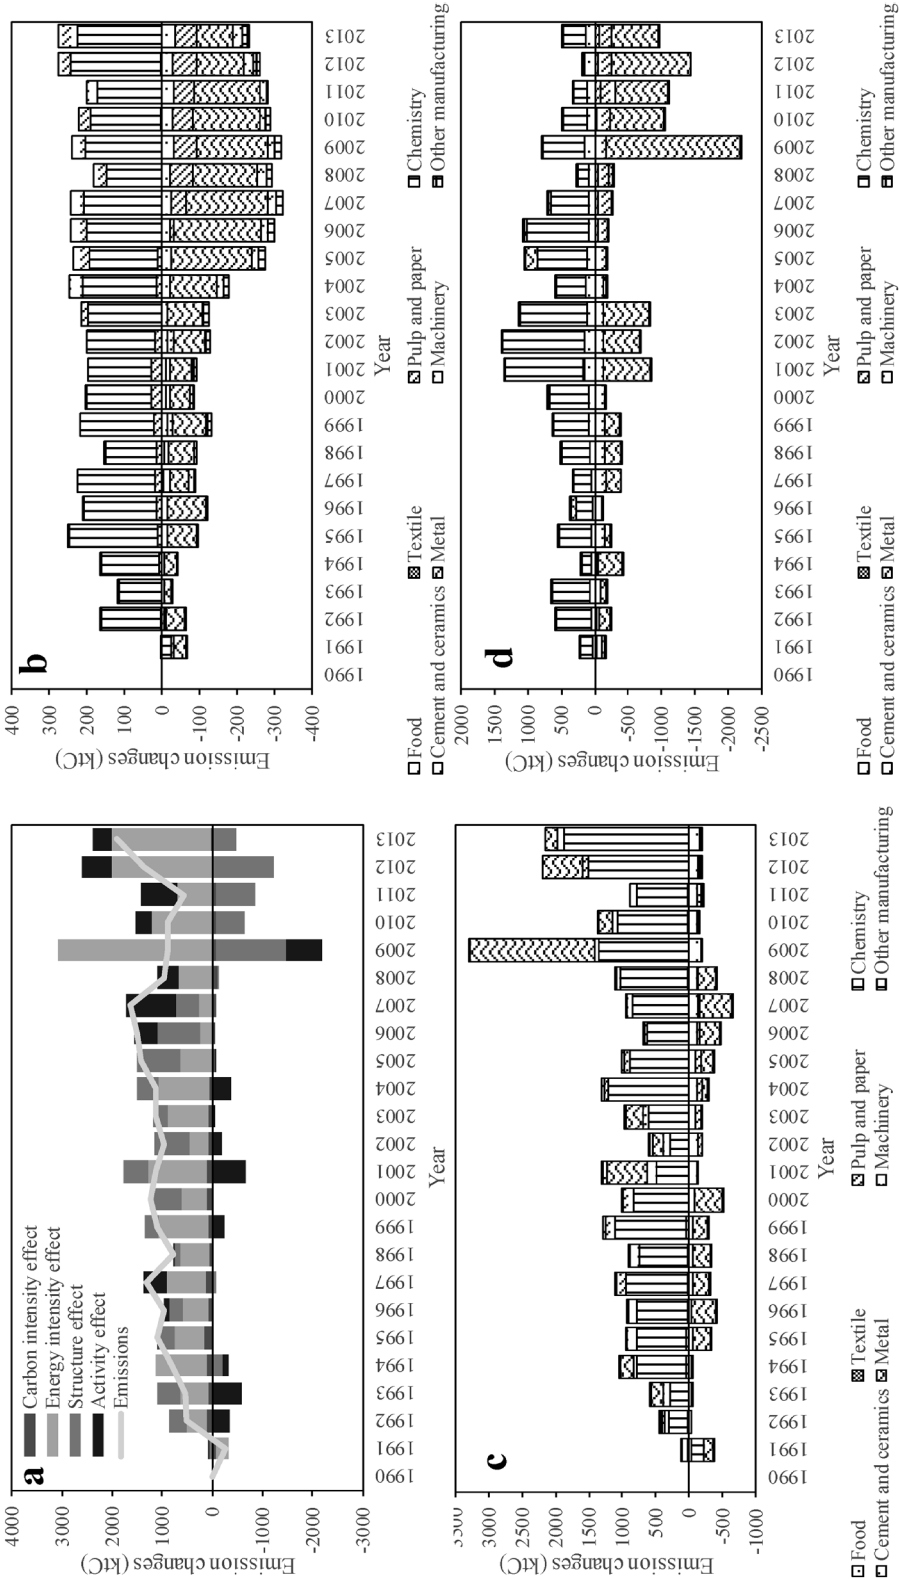 a
Carbon intensity effect
Energy intensity effect
Structure effect
Activity effect
Emissions
4000
3000
2000
1000
0
-1000
-2000
-3000
Emission changes (ktC)
1990 1991 1992 1993 1994 1995 1996 1997 1998 1999 2000 2001 2002 2003 2004 2005 2006 2007 2008 2009 2010 2011 2012 2013
Year
b
400
300
200
100
0
-100
-200
-300
-400
Emission changes (ktC)
1990 1991 1992 1993 1994 1995 1996 1997 1998 1999 2000 2001 2002 2003 2004 2005 2006 2007 2008 2009 2010 2011 2012 2013
Year
Food Textile Pulp and paper Chemistry
Cement and ceramics Metal Machinery Other manufacturing
c
3500
3000
2500
2000
1500
1000
500
0
-500
-1000
Emission changes (ktC)
1990 1991 1992 1993 1994 1995 1996 1997 1998 1999 2000 2001 2002 2003 2004 2005 2006 2007 2008 2009 2010 2011 2012 2013
Year
Food Textile Pulp and paper Chemistry
Cement and ceramics Metal Machinery Other manufacturing
d
2000
1500
1000
500
0
-500
-1000
-1500
-2000
-2500
Emission changes (ktC)
1990 1991 1992 1993 1994 1995 1996 1997 1998 1999 2000 2001 2002 2003 2004 2005 2006 2007 2008 2009 2010 2011 2012 2013
Year
Food Textile Pulp and paper Chemistry
Cement and ceramics Metal Machinery Other manufacturing